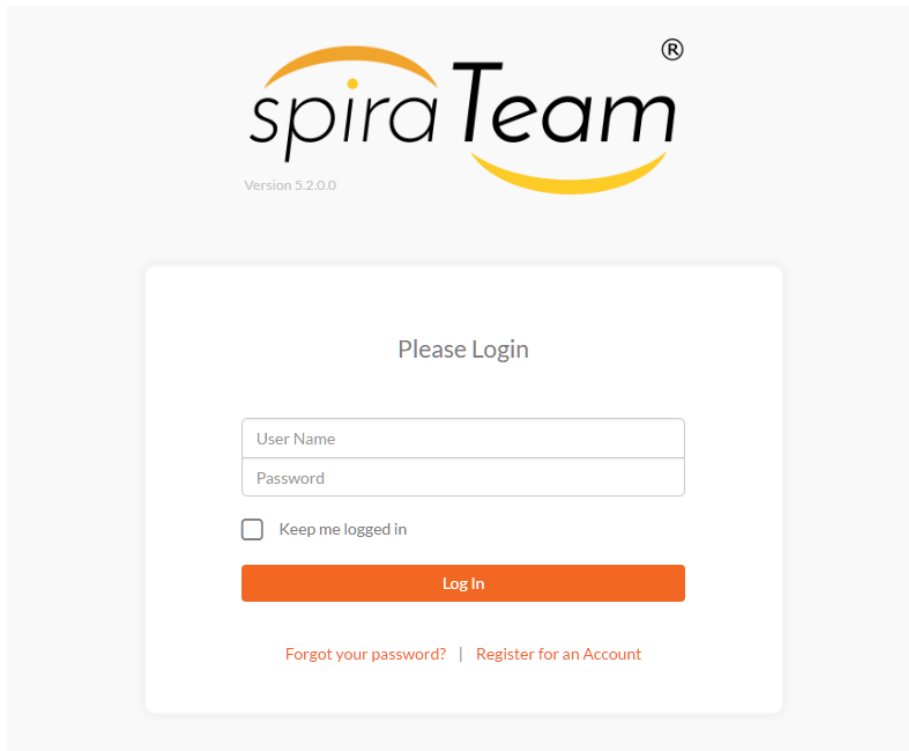 spiraTeam®
Version 5.2.0.0
Please Login
User Name
Password
Keep me logged in
Log In
Forgot your password? | Register for an Account